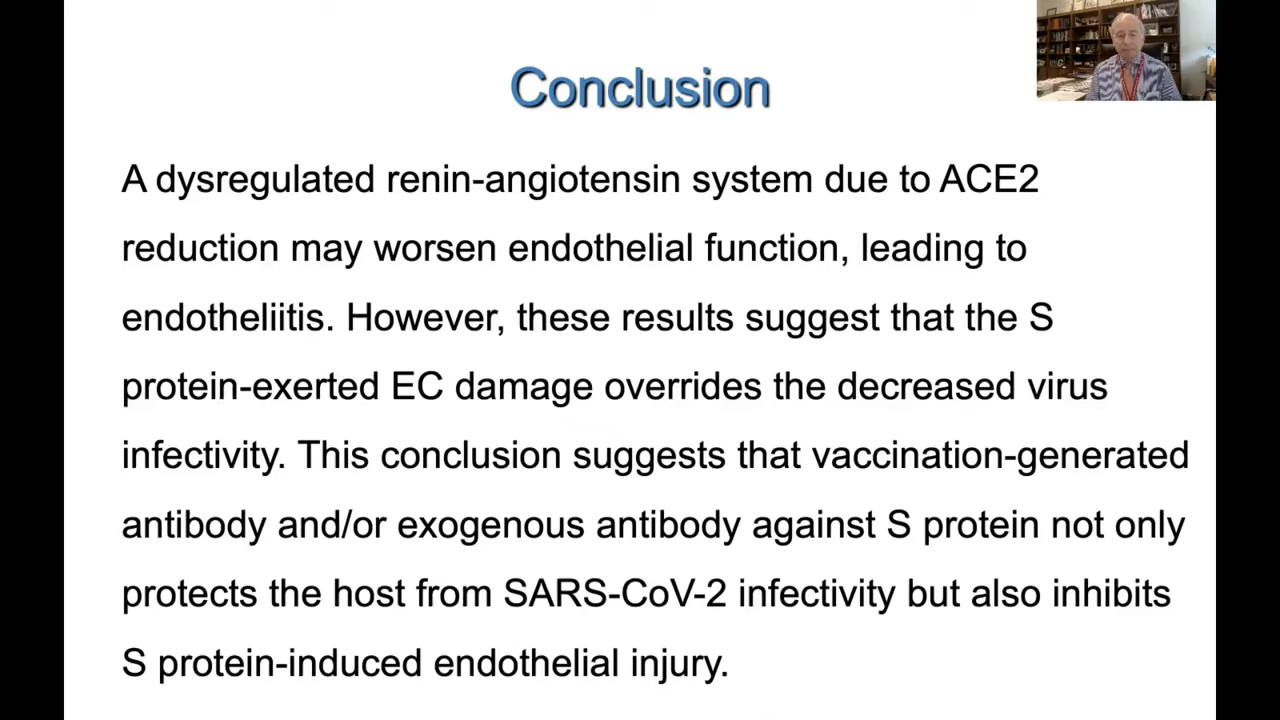 Conclusion
A dysregulated renin-angiotensin system due to ACE2
reduction may worsen endothelial function, leading to
endotheliitis. However, these results suggest that the S
protein-exerted EC damage overrides the decreased virus
infectivity. This conclusion suggests that vaccination-generated
antibody and/or exogenous antibody against S protein not only
protects the host from SARS-CoV-2 infectivity but also inhibits
S protein-induced endothelial injury.